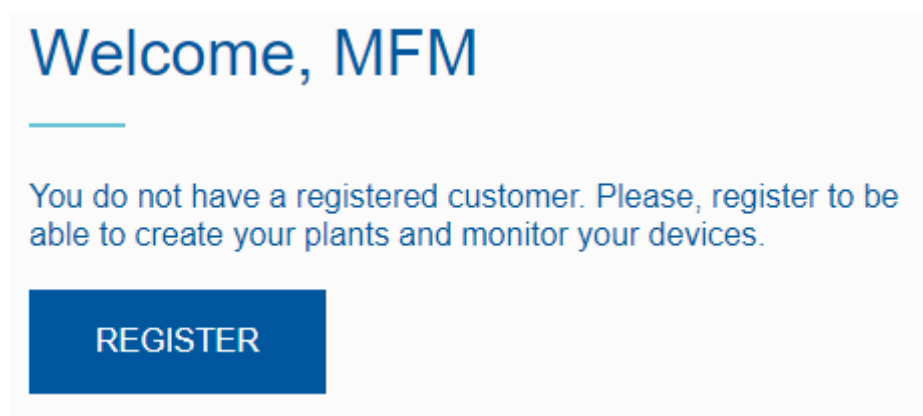 Welcome, MFM
You do not have a registered customer. Please, register to be
able to create your plants and monitor your devices.
REGISTER